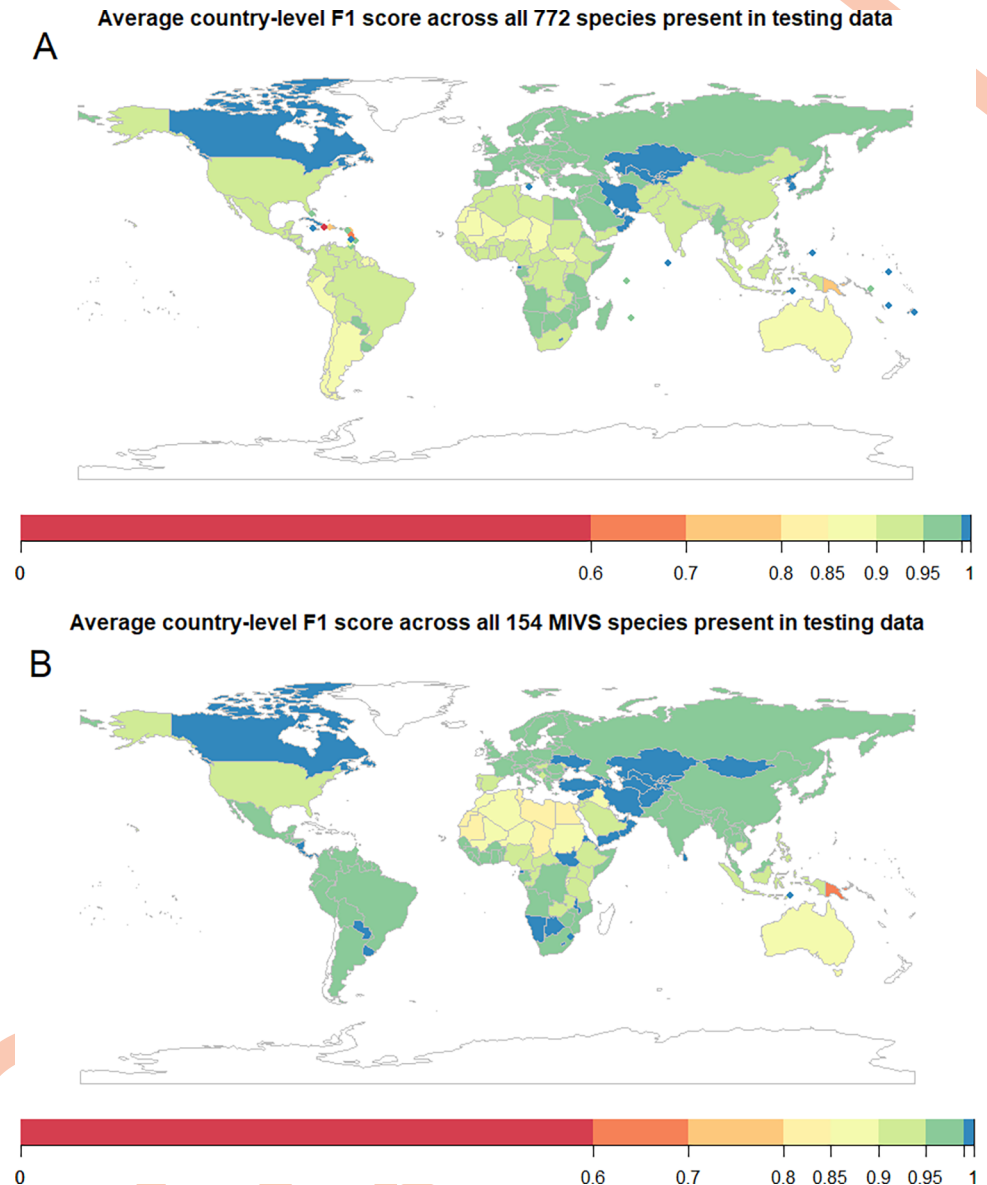 Average country-level F1 score across all 772 species present in testing data
A
0 0.6 0.7 0.8 0.85 0.9 0.95 1
Average country-level F1 score across all 154 MIVS species present in testing data
B
0 0.6 0.7 0.8 0.85 0.9 0.95 1